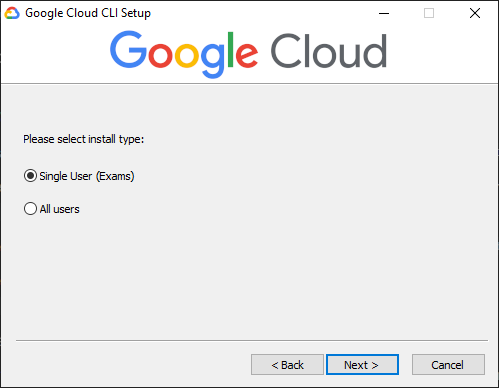 Google Cloud CLI Setup
Google Cloud
Please select install type:
Single User (Exams)
All users
< Back
Next >
Cancel